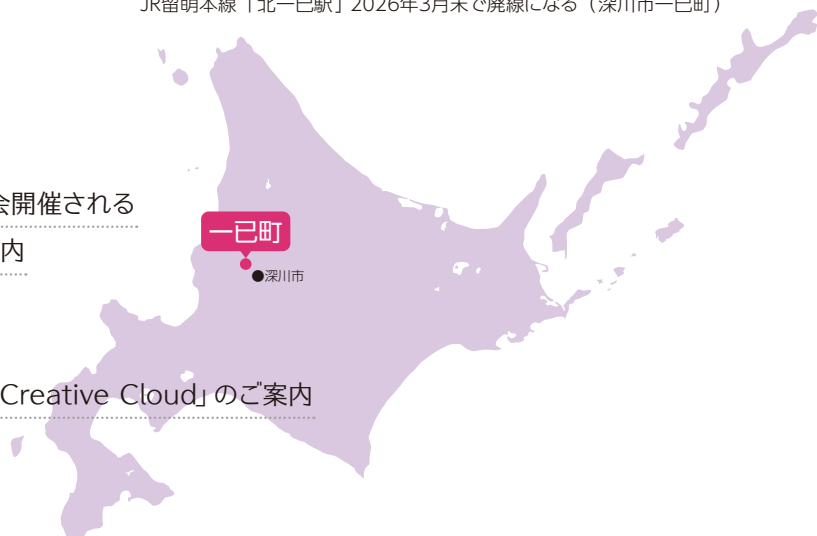 JR留萌本線「北一已駅」2026年3月末で廃線になる（深川市一已町）
会開催される
一已町
内
●深川市
Creative Cloud」のご案内